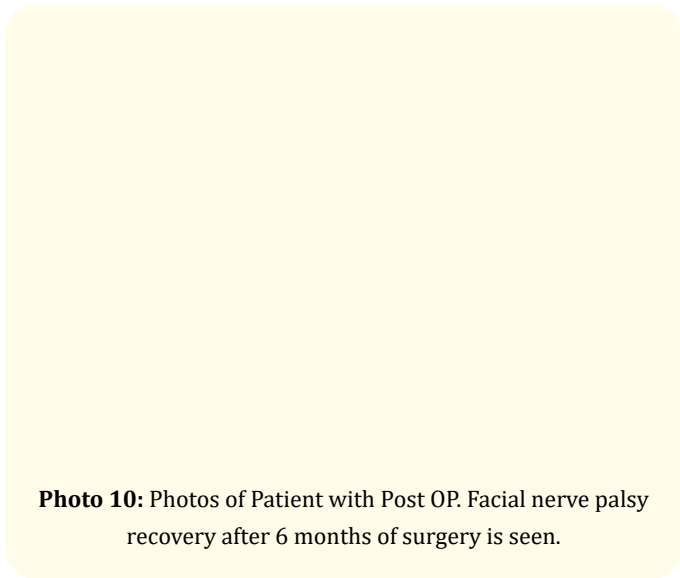 Photo 10: Photos of Patient with Post OP. Facial nerve palsy
recovery after 6 months of surgery is seen.